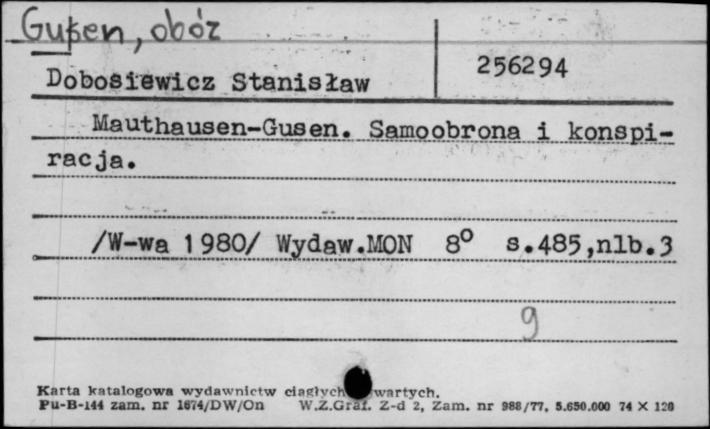 Gusen, obóz
Dobosiewicz Stanisław 256294
Mauthausen-Gusen. Samoobrona i konspi-
racja.
/W-wa 1980/ Wydaw.MON 8° s.485,nlb.3
9
Karta katalogowa wydawnictw ciągłych wartych.
Pu-B-144 zam. nr 1674/DW/On W.Z.Graf. Z-d 2, Zam. nr 988/77. 5.650.000 74 X 120